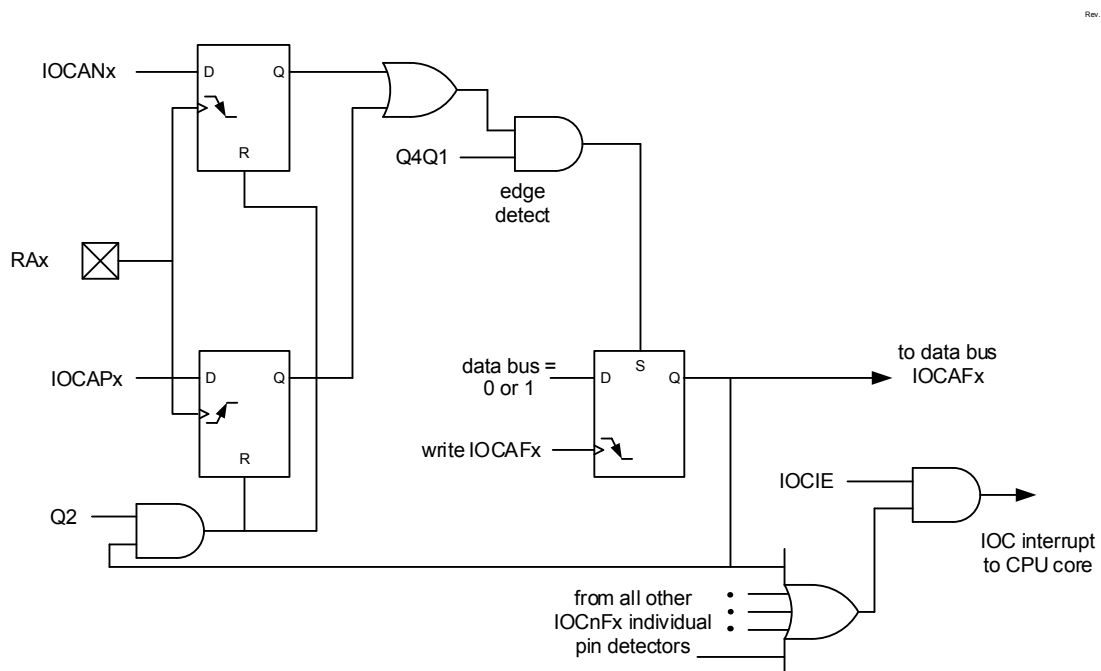 Rev.
IOCANx
D
Q
R
Q4Q1
edge
detect
RAx
IOCAPx
D
Q
R
data bus =
0 or 1
S
D
Q
to data bus
IOCAFx
write IOCAFx
IOCIE
Q2
IOC interrupt
to CPU core
from all other
IOCnFx individual
pin detectors